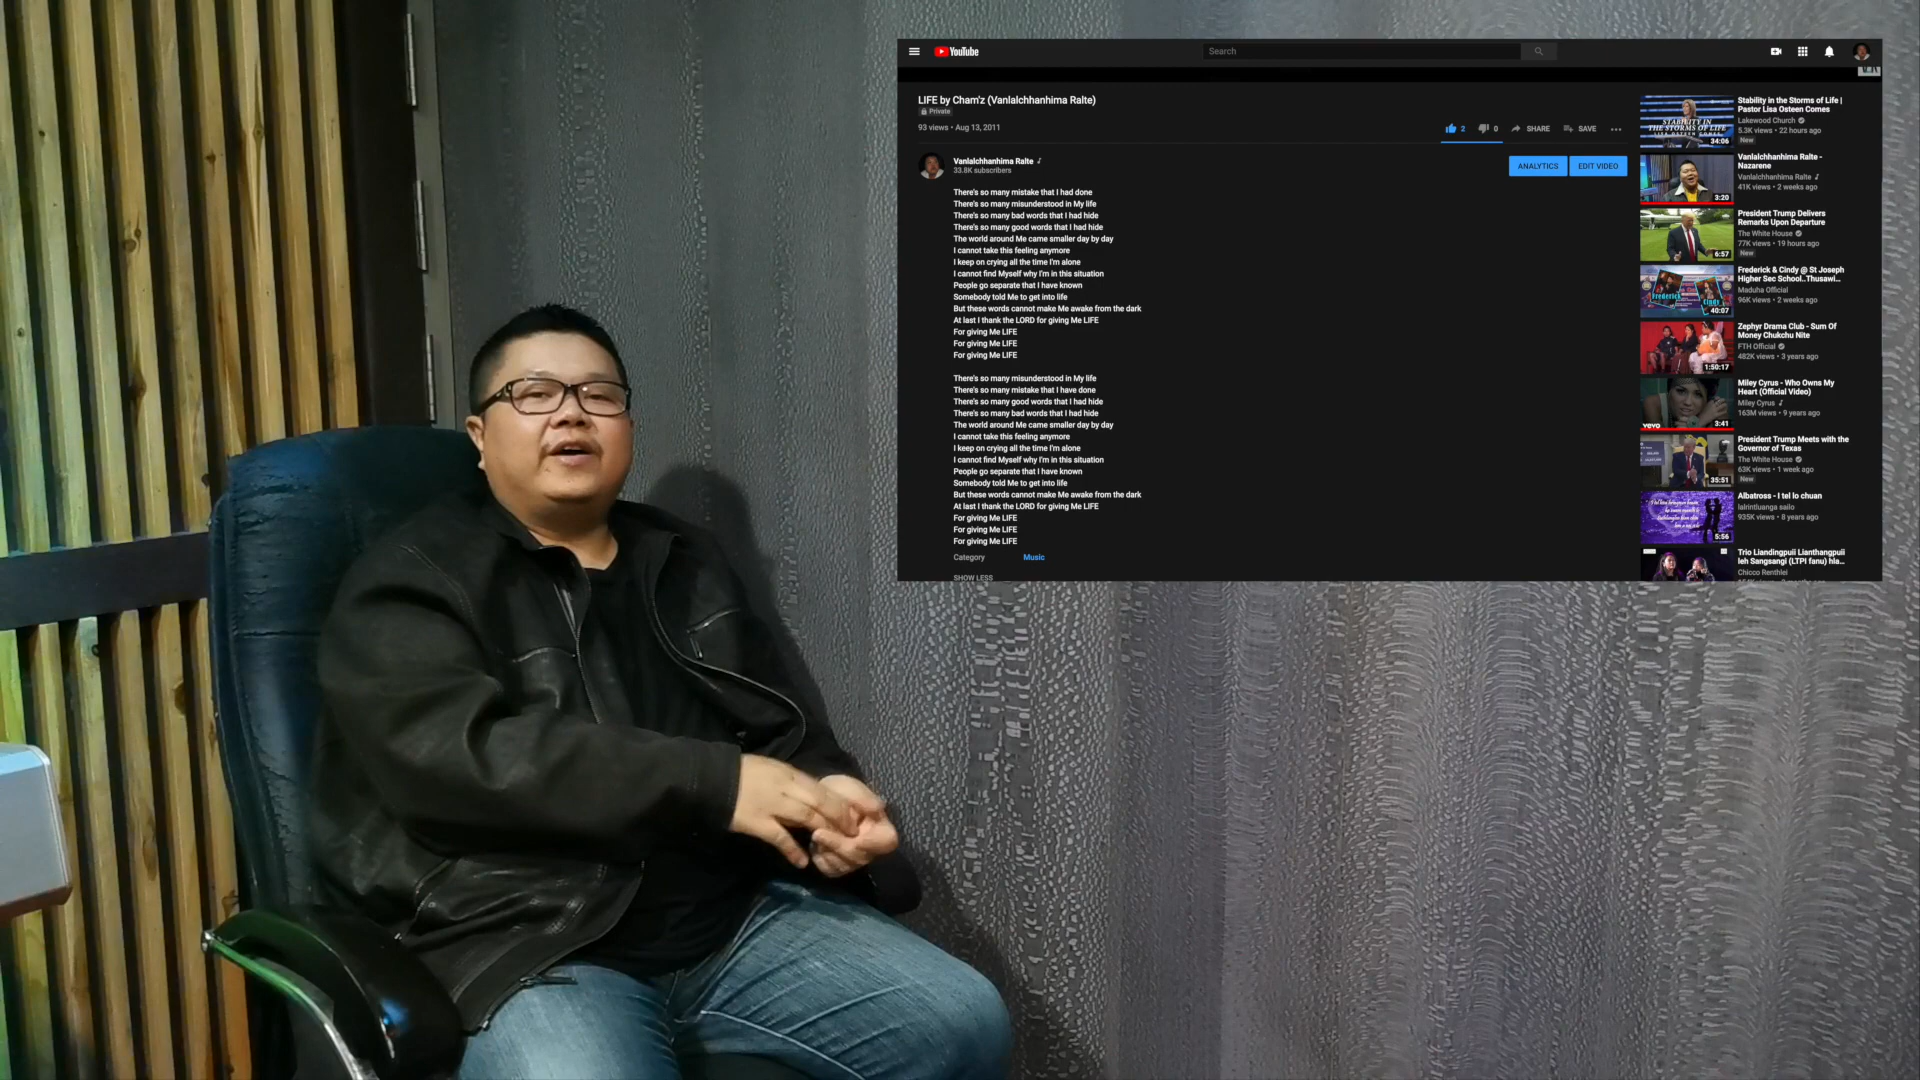 YouTube
Search
LIFE by Cham'z (Vanlalchhanhima Ralte)
Private
93 views • Aug 13, 2011
2
0
SHARE
SAVE
Vanlalchhanhima Ralte
33.8K subscribers
ANALYTICS
EDIT VIDEO
There's so many mistake that I had done
There's so many misunderstood in My life
There's so many bad words that I had hide
There's so many good words that I had hide
The world around Me came smaller day by day
I cannot take this feeling anymore
I keep on crying all the time I'm alone
I cannot find Myself why I'm in this situation
People go separate that I have known
Somebody told Me to get into life
But these words cannot make Me awake from the dark
At last I thank the LORD for giving Me LIFE
For giving Me LIFE
For giving Me LIFE
For giving Me LIFE
There's so many misunderstood in My life
There's so many mistake that I have done
There's so many good words that I had hide
There's so many bad words that I had hide
The world around Me came smaller day by day
I cannot take this feeling anymore
I keep on crying all the time I'm alone
I cannot find Myself why I'm in this situation
People go separate that I have known
Somebody told Me to get into life
But these words cannot make Me awake from the dark
At last I thank the LORD for giving Me LIFE
For giving Me LIFE
For giving Me LIFE
For giving Me LIFE
Category
Music
SHOW LESS
STABILITY IN
THE STORMS OF LIFE
34:06
Stability in the Storms of Life |
Pastor Lisa Osteen Comes
Lakewood Church
5.3K views • 22 hours ago
New
3:20
Vanlalchhanhima Ralte -
Nazarene
Vanlalchhanhima Ralte
41K views • 2 weeks ago
6:57
President Trump Delivers
Remarks Upon Departure
The White House
77K views • 19 hours ago
New
Frederick
Cindy
40:07
Frederick & Cindy @ St Joseph
Higher Sec School..Thusawi...
Maduha Official
96K views • 2 weeks ago
1:50:17
Zephyr Drama Club - Sum Of
Money Chukchu Nite
FTH Official
482K views • 3 years ago
vevo
3:41
Miley Cyrus - Who Owns My
Heart (Official Video)
Miley Cyrus
163M views • 9 years ago
35:51
President Trump Meets with the
Governor of Texas
The White House
63K views • 1 week ago
New
5:56
Albatross - I tel lo chuan
lalrintluanga sailo
935K views • 8 years ago
Trio Liandingpuii Lianthangpuii
leh Sangsangi (LTPI fanu) hla...
Chicco Renthlei